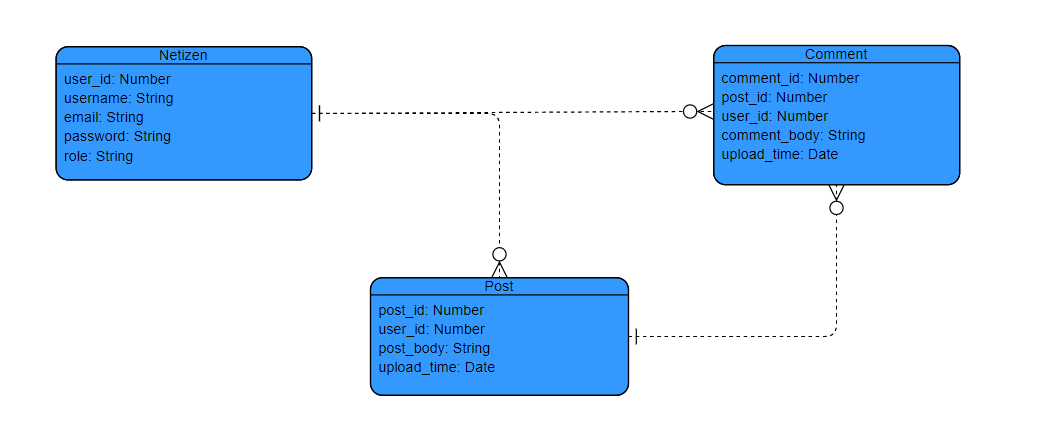 Netizen
user_id: Number
username: String
email: String
password: String
role: String
Comment
comment_id: Number
post_id: Number
user_id: Number
comment_body: String
upload_time: Date
Post
post_id: Number
user_id: Number
post_body: String
upload_time: Date